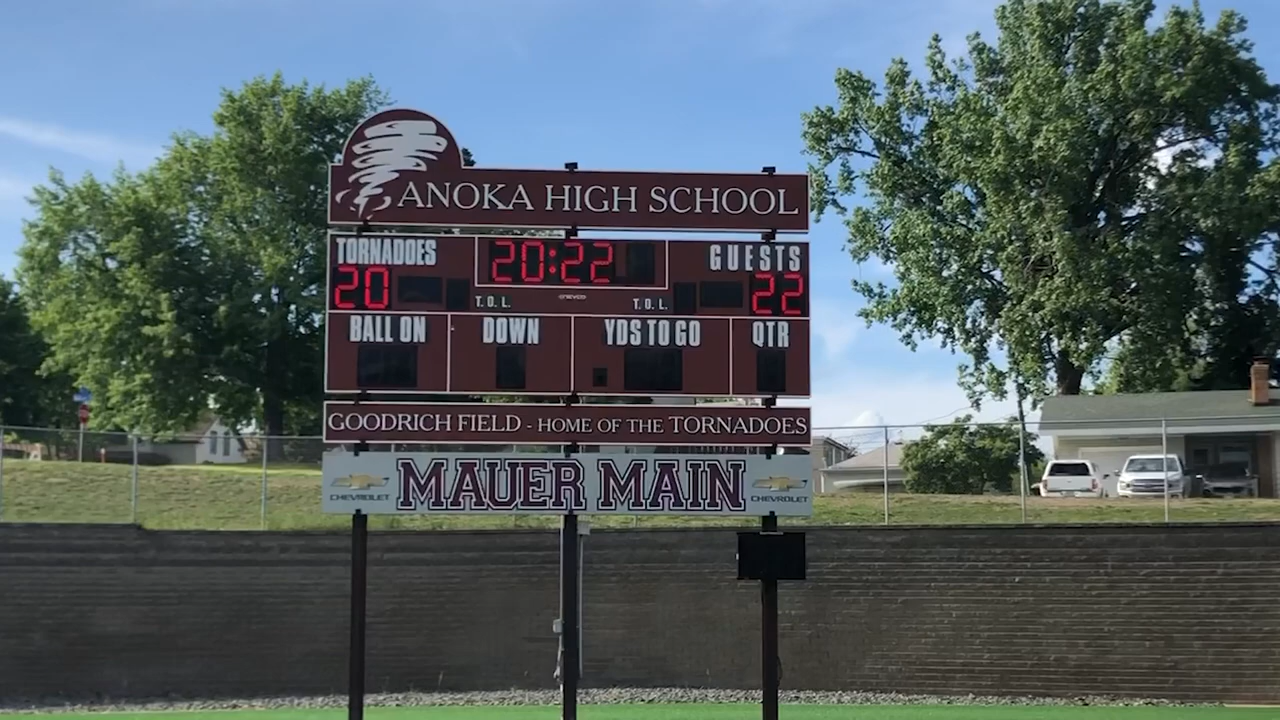 ANOKA HIGH SCHOOL
TORNADOES 20:22 GUESTS
20 T.O.L. T.O.L. 22
BALL ON DOWN YDS TO GO QTR
GOODRICH FIELD - HOME OF THE TORNADOES
CHEVROLET MAUER MAIN CHEVROLET